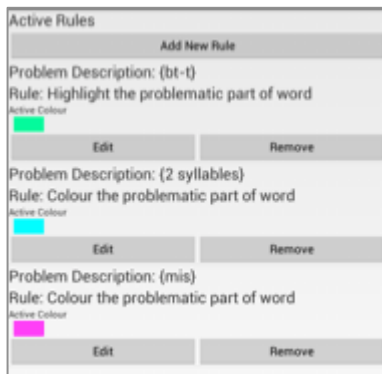 Active Rules
Add New Rule
Problem Description: {bt-t}
Rule: Highlight the problematic part of word
Active Colour
Edit Remove
Problem Description: {2 syllables}
Rule: Colour the problematic part of word
Active Colour
Edit Remove
Problem Description: {mis}
Rule: Colour the problematic part of word
Active Colour
Edit Remove